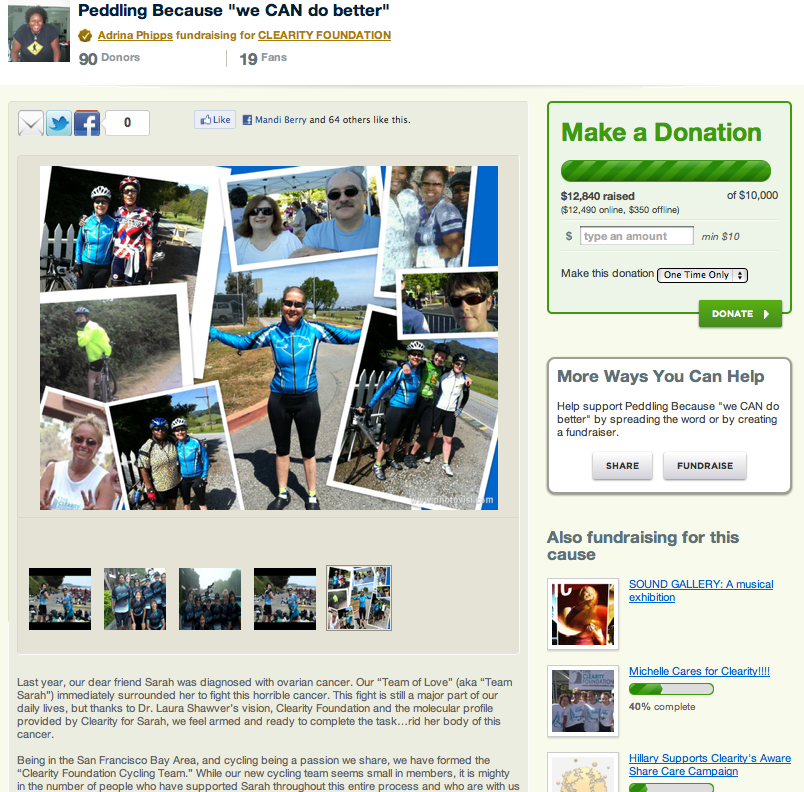 Peddling Because "we CAN do better"
Adrina Phipps fundraising for CLEARITY FOUNDATION
90 Donors
19 Fans
0
Like
Mandi Berry and 64 others like this.
www.photovisi.com
Last year, our dear friend Sarah was diagnosed with ovarian cancer. Our “Team of Love” (aka “Team
Sarah”) immediately surrounded her to fight this horrible cancer. This fight is still a major part of our
daily lives, but thanks to Dr. Laura Shawver’s vision, Clearity Foundation and the molecular profile
provided by Clearity for Sarah, we feel armed and ready to complete the task…rid her body of this
cancer.
Being in the San Francisco Bay Area, and cycling being a passion we share, we have formed the
“Clearity Foundation Cycling Team.” While our new cycling team seems small in members, it is mighty
in the number of people who have supported Sarah throughout this entire process and who are with us
Make a Donation
$12,840 raised
of $10,000
($12,490 online, $350 offline)
$ type an amount min $10
Make this donation One Time Only
DONATE
More Ways You Can Help
Help support Peddling Because "we CAN do
better" by spreading the word or by creating
a fundraiser.
SHARE
FUNDRAISE
Also fundraising for this
cause
SOUND GALLERY: A musical
exhibition
Michelle Cares for Clearity!!!!
40% complete
Hillary Supports Clearity's Aware
Share Care Campaign